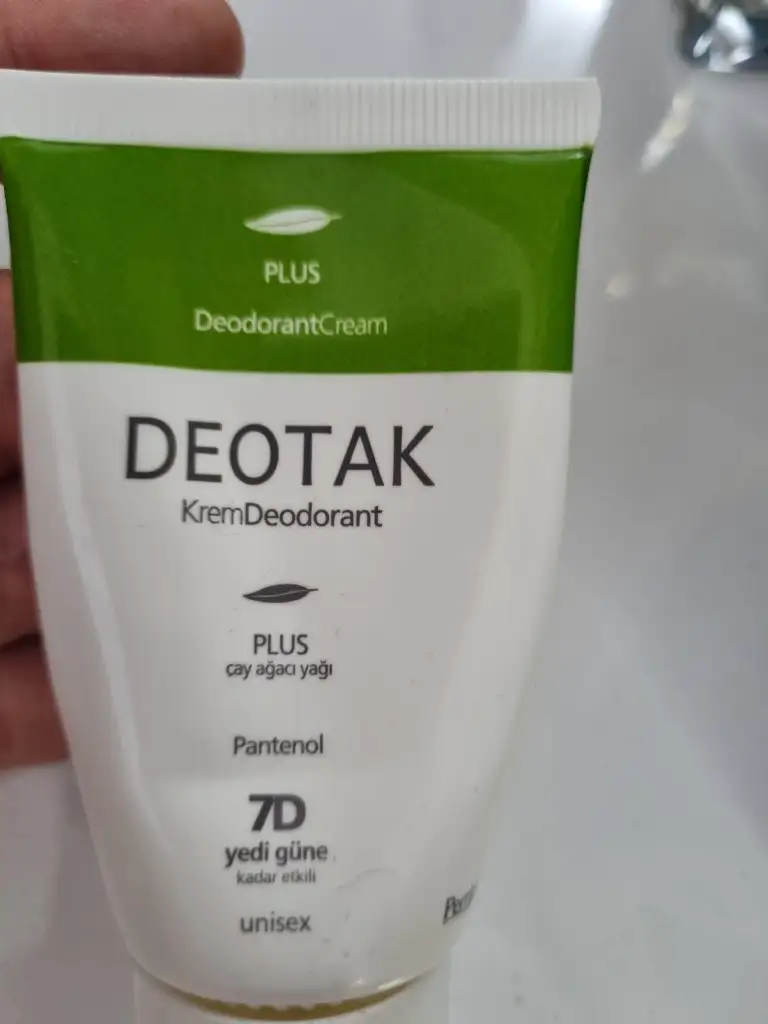 PLUS
DeodorantCream
DEOTAK
KremDeodorant
PLUS
çay ağacı yağı
Pantenol
7D
yedi güne
kadar etkili
unisex